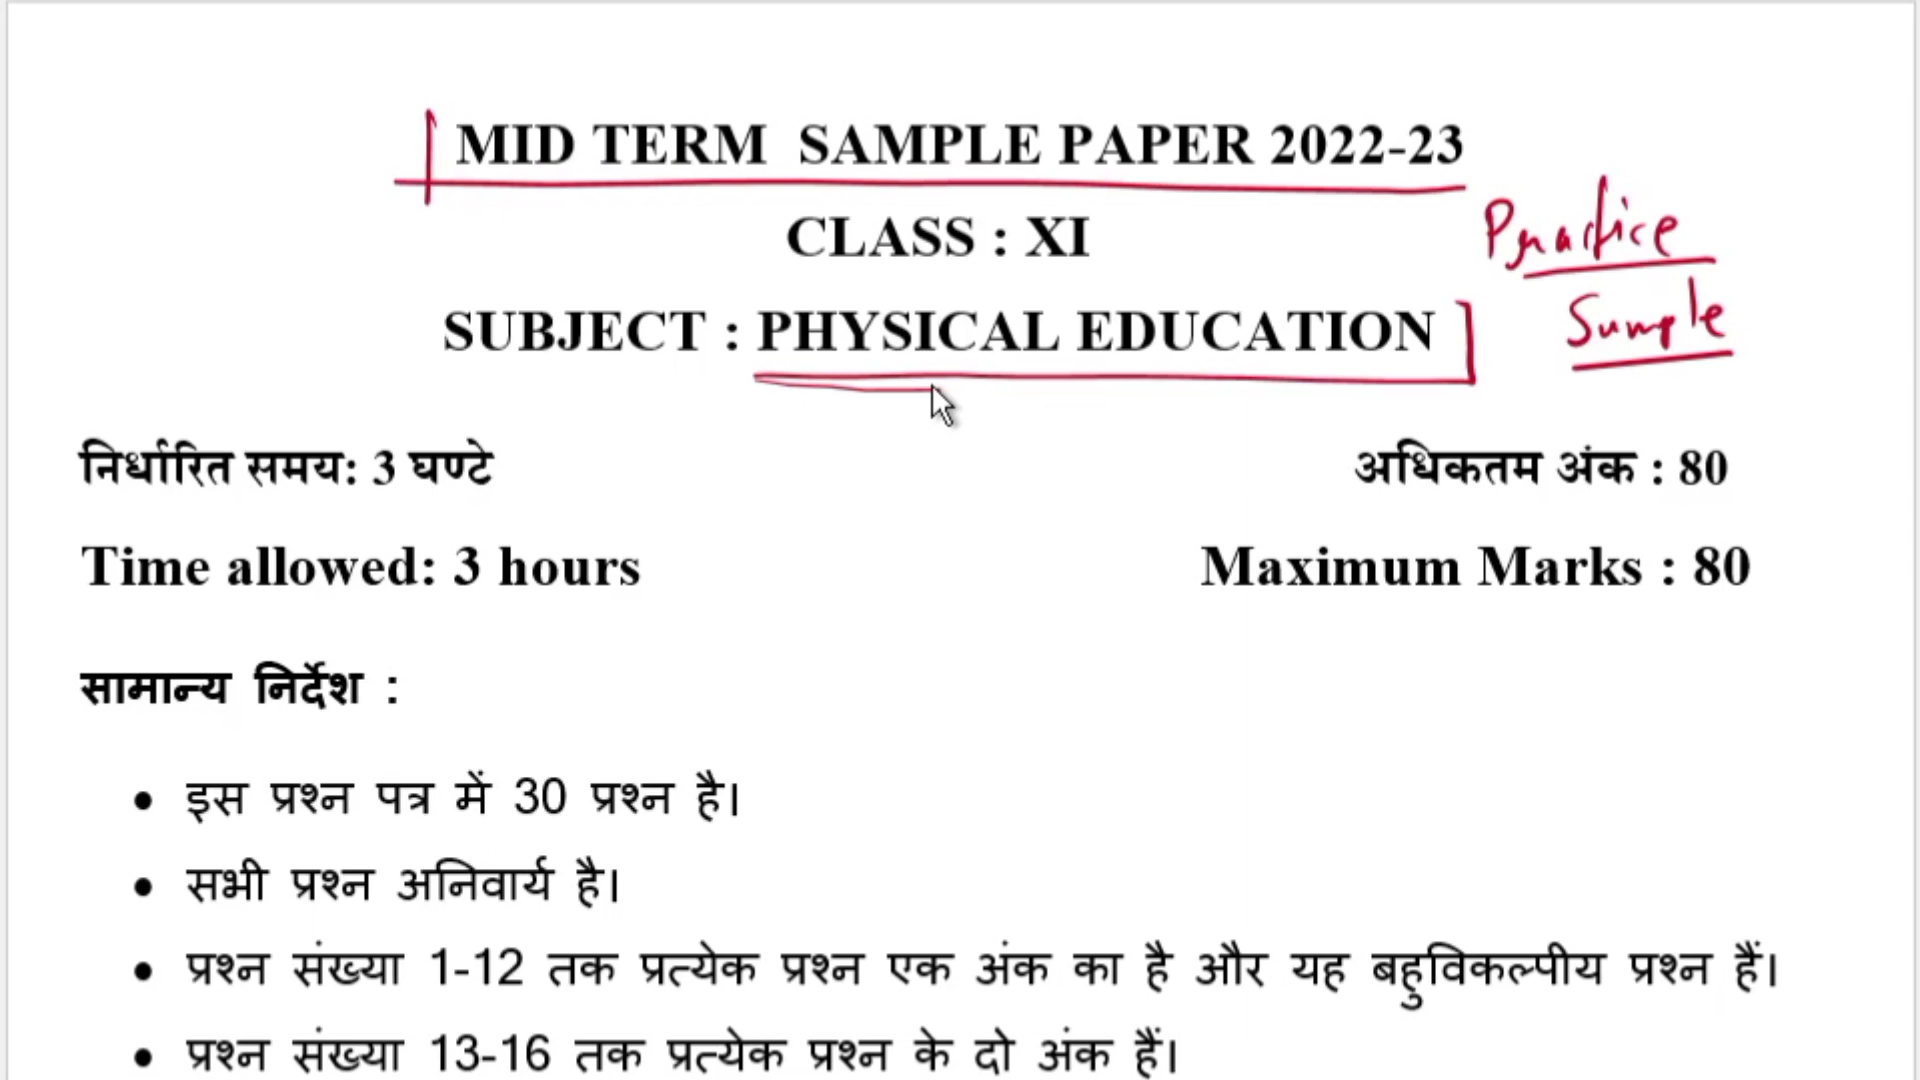 MID TERM SAMPLE PAPER 2022-23
CLASS : XI
Practice
SUBJECT : PHYSICAL EDUCATION
Sample
निर्धारित समय: 3 घण्टे
अधिकतम अंक : 80
Time allowed: 3 hours
Maximum Marks : 80
सामान्य निर्देश :
• इस प्रश्न पत्र में 30 प्रश्न है।
• सभी प्रश्न अनिवार्य है।
• प्रश्न संख्या 1-12 तक प्रत्येक प्रश्न एक अंक का है और यह बहुविकल्पीय प्रश्न हैं।
• प्रश्न संख्या 13-16 तक प्रत्येक प्रश्न के दो अंक हैं।